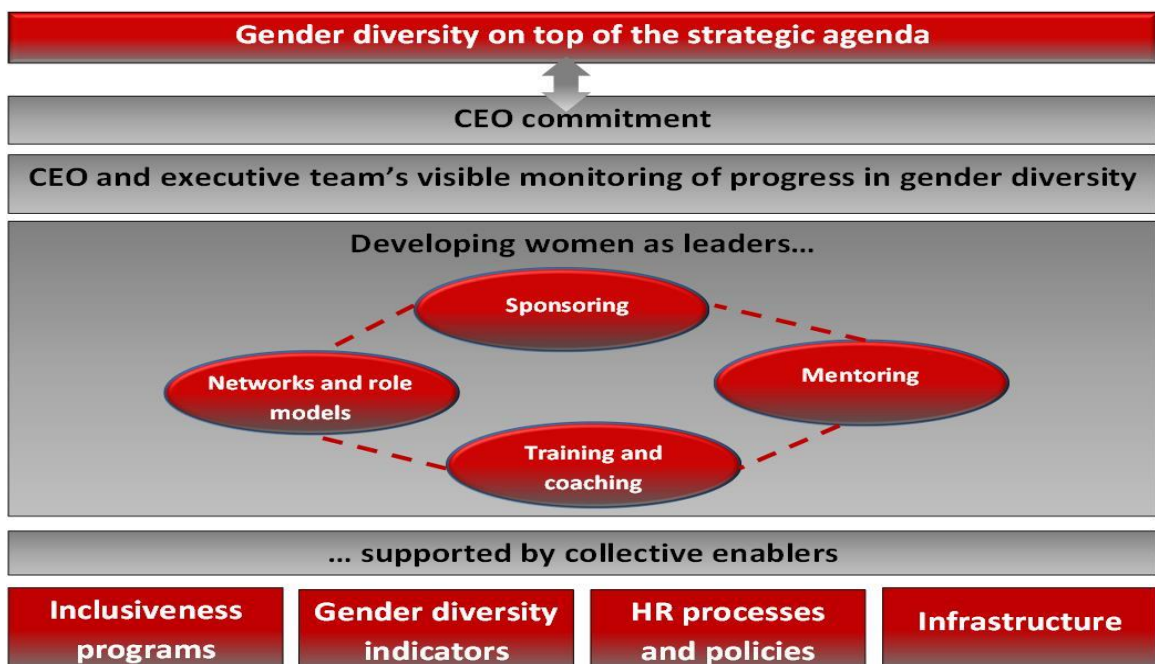 Gender diversity on top of the strategic agenda
CEO commitment
CEO and executive team's visible monitoring of progress in gender diversity
Developing women as leaders...
Sponsoring
Networks and role
models
Mentoring
Training and
coaching
... supported by collective enablers
Inclusiveness
programs
Gender diversity
indicators
HR processes
and policies
Infrastructure